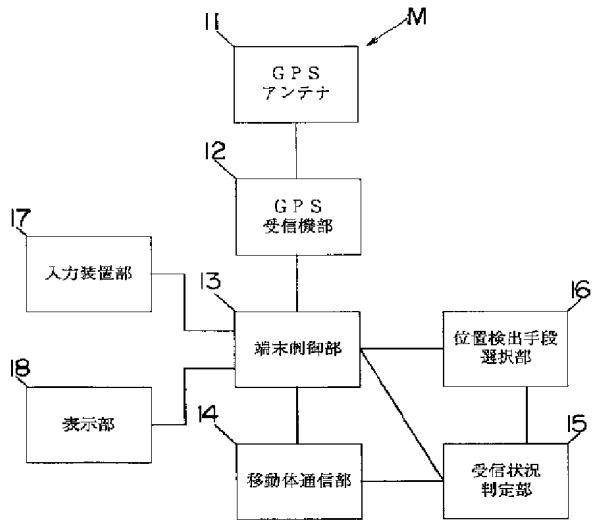 11
M
GPS
アンテナ
12
GPS
受信機部
17
入力装置部
13
端末制御部
16
位置検出手段
選択部
18
表示部
14
移動体通信部
15
受信状況
判定部